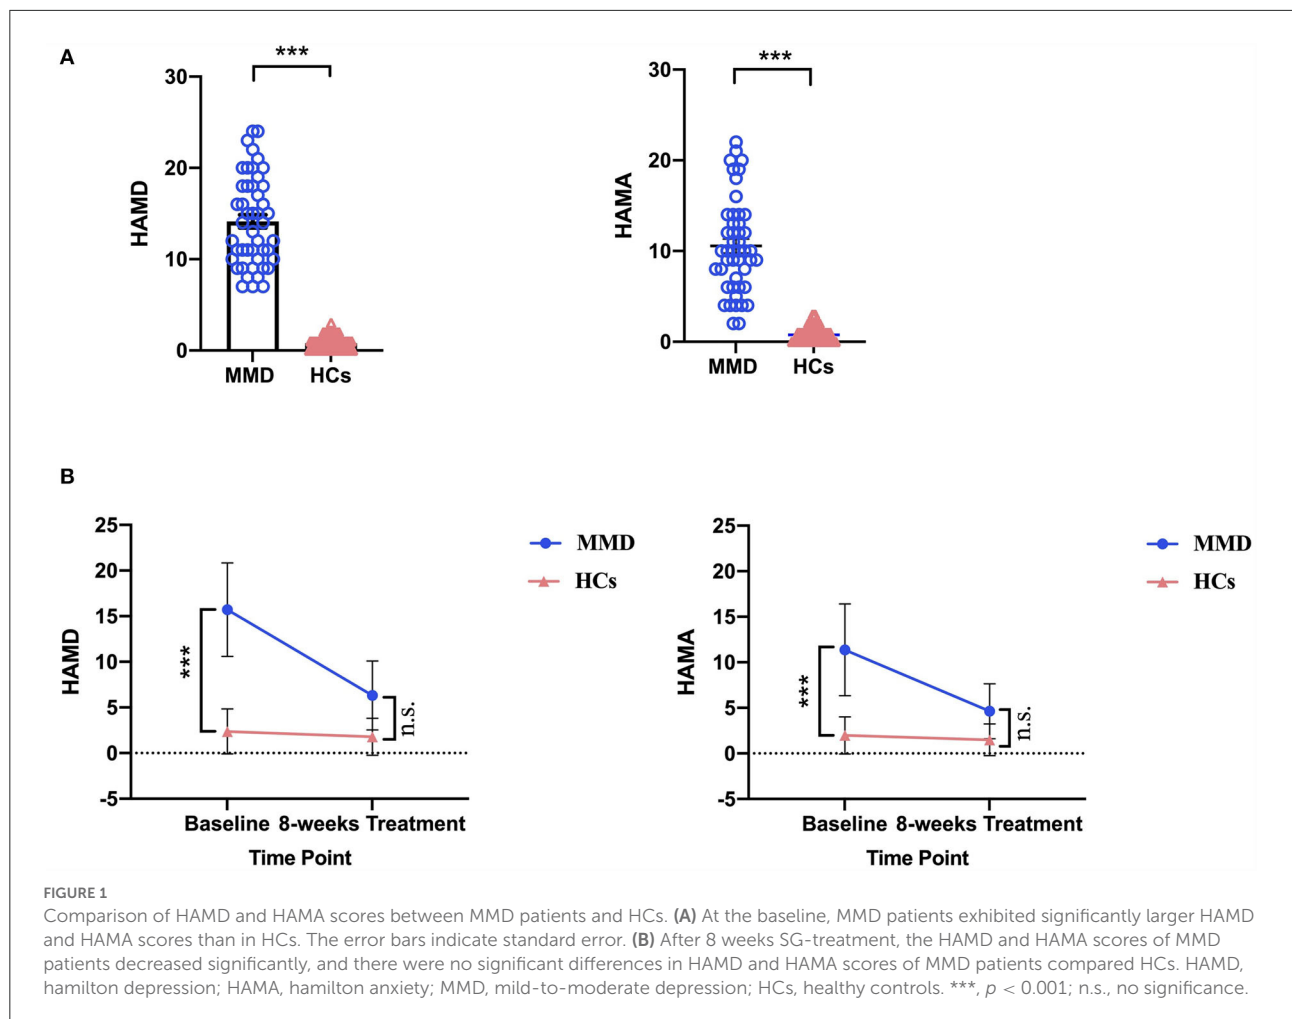 A
***
30
20
10
0
HAMD
MMD
HCs
***
30
20
10
0
HAMA
MMD
HCs
B
25
20
15
10
5
0
-5
HAMD
***
n.s.
MMD
HCs
Baseline 8-weeks Treatment
Time Point
25
20
15
10
5
0
-5
HAMA
***
n.s.
MMD
HCs
Baseline 8-weeks Treatment
Time Point
FIGURE 1
Comparison of HAMD and HAMA scores between MMD patients and HCs. (A) At the baseline, MMD patients exhibited significantly larger HAMD
and HAMA scores than in HCs. The error bars indicate standard error. (B) After 8 weeks SG-treatment, the HAMD and HAMA scores of MMD
patients decreased significantly, and there were no significant differences in HAMD and HAMA scores of MMD patients compared HCs. HAMD,
hamilton depression; HAMA, hamilton anxiety; MMD, mild-to-moderate depression; HCs, healthy controls. ***, p < 0.001; n.s., no significance.